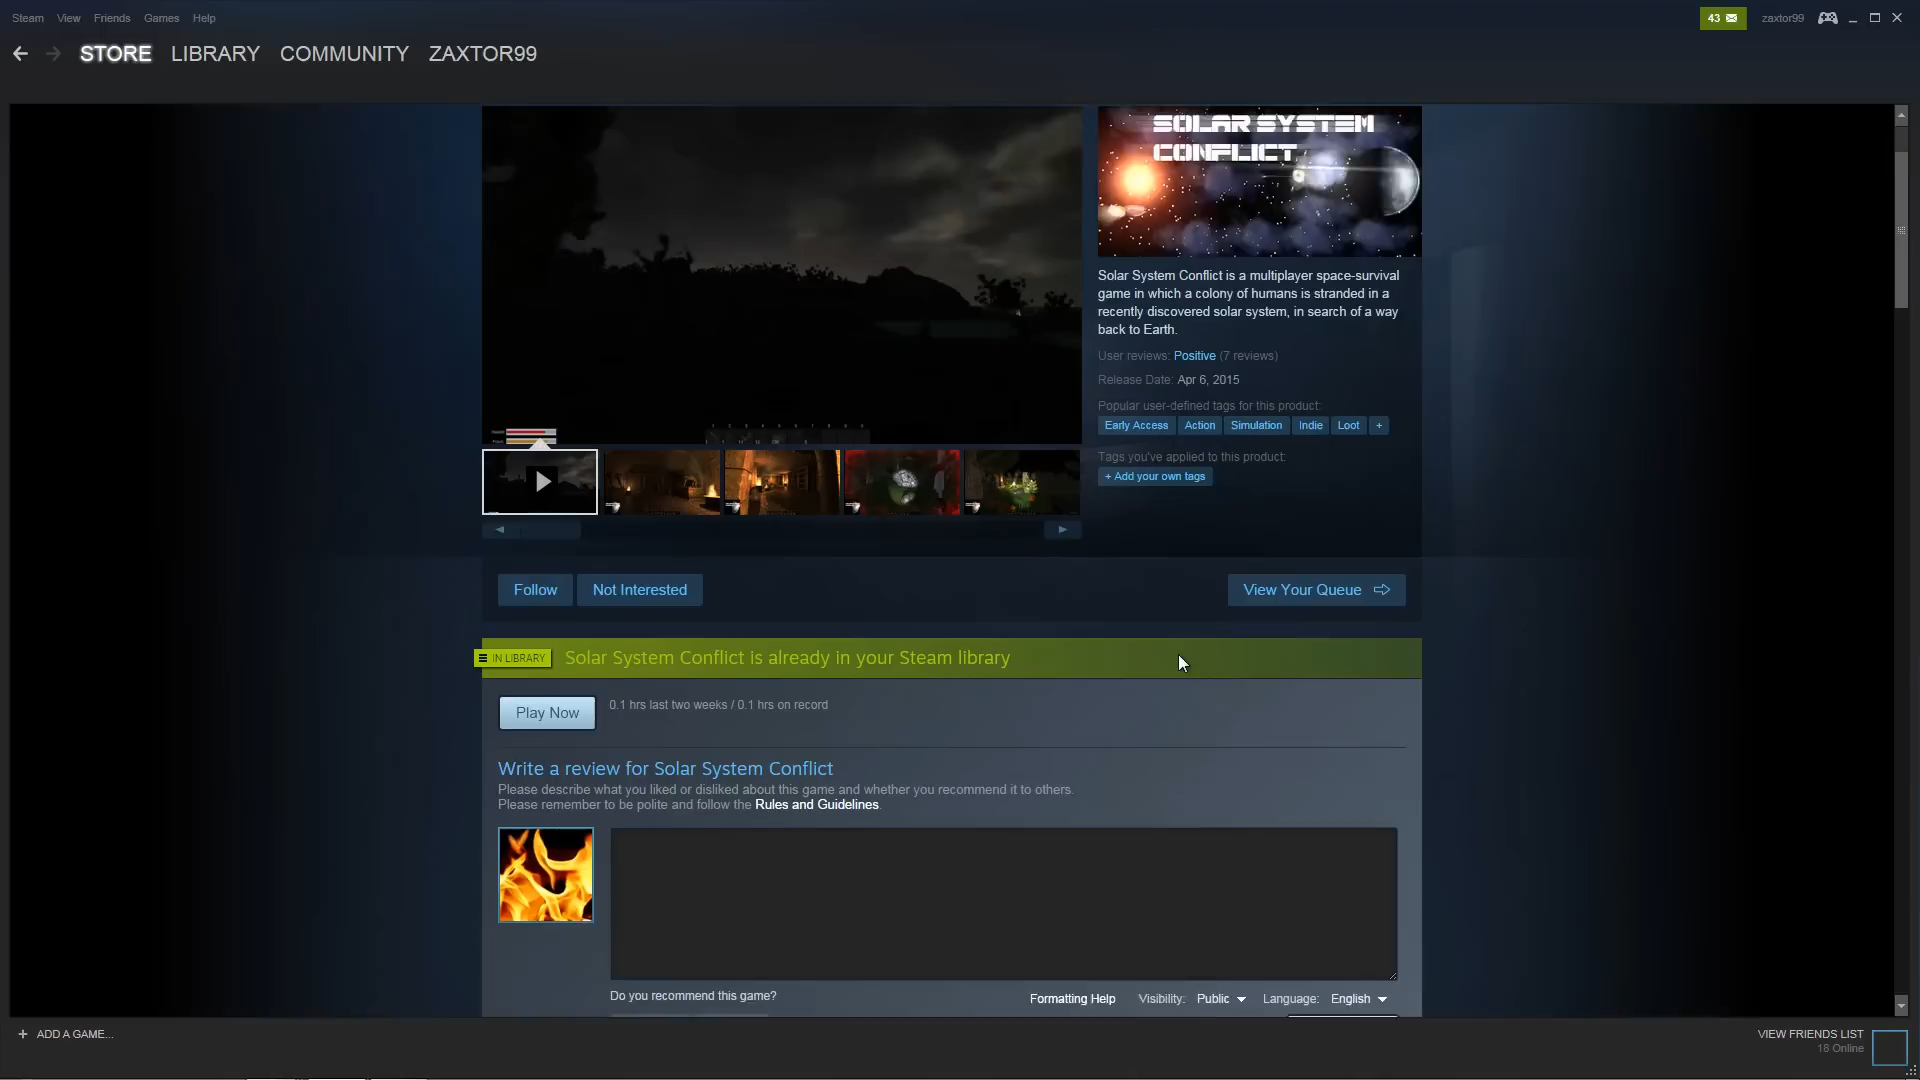 Steam View Friends Games Help
43 zaxtor99
STORE LIBRARY COMMUNITY ZAXTOR99
SOLAR SYSTEM
CONFLICT
Solar System Conflict is a multiplayer space-survival
game in which a colony of humans is stranded in a
recently discovered solar system, in search of a way
back to Earth.
User reviews: Positive (7 reviews)
Release Date: Apr 6, 2015
Popular user-defined tags for this product:
Early Access Action Simulation Indie Loot +
Tags you've applied to this product:
+ Add your own tags
Follow Not Interested View Your Queue
IN LIBRARY Solar System Conflict is already in your Steam library
Play Now 0.1 hrs last two weeks / 0.1 hrs on record
Write a review for Solar System Conflict
Please describe what you liked or disliked about this game and whether you recommend it to others.
Please remember to be polite and follow the Rules and Guidelines.
Do you recommend this game? Formatting Help Visibility: Public Language: English
+ ADD A GAME... VIEW FRIENDS LIST
18 Online